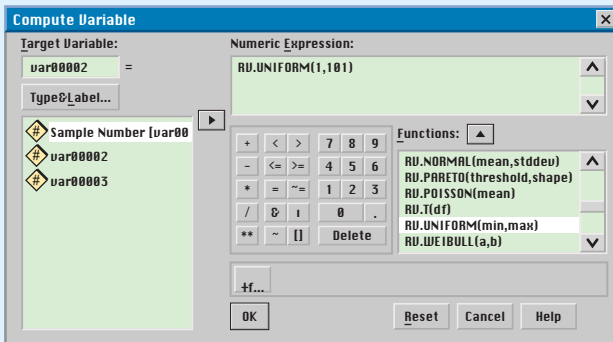 Compute Variable
Target Variable:
var00002 =
Type&Label...
Sample Number [var00
var00002
var00003
Numeric Expression:
RV.UNIFORM(1,101)
+ < > 7 8 9
- <= >= 4 5 6
* = ~= 1 2 3
/ & ı 0 .
** ~ [] Delete
Functions:
RV.NORMAL(mean,stddev)
RV.PARETO(threshold,shape)
RV.POISSON(mean)
RV.T(df)
RV.UNIFORM(min,max)
RV.WEIBULL(a,b)
If...
OK Reset Cancel Help